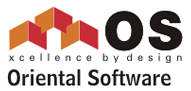 OS
xcellence by design
Oriental Software